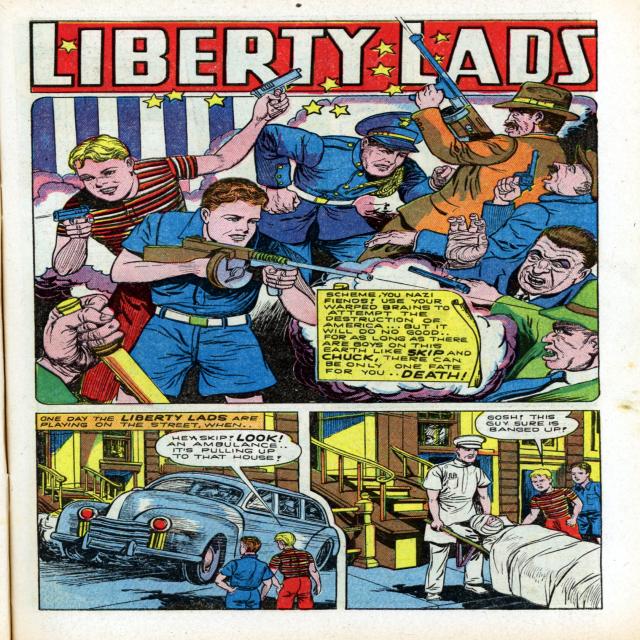 LIBERTY LADS
SCHEME, YOU NAZI
FIENDS! USE YOUR
WARPED BRAINS TO
ATTEMPT THE
DESTRUCTION OF
AMERICA... BUT IT
WILL DO NO GOOD..
FOR AS LONG AS THERE
ARE BOYS ON THIS
EARTH LIKE SKIP AND
CHUCK, THERE CAN
BE ONLY ONE FATE
FOR YOU.. DEATH!
ONE DAY THE LIBERTY LADS ARE
PLAYING ON THE STREET, WHEN..
HEY SKIP! LOOK!
AN AMBULANCE..
IT'S PULLING UP
TO THAT HOUSE!
GOSH! THIS
GUY SURE IS
BANGED UP!